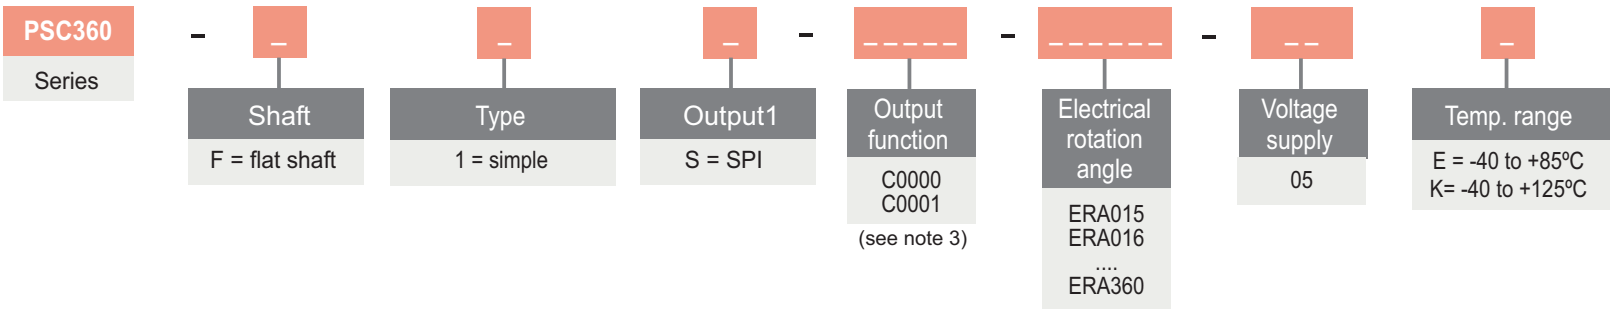 PSC360 - _ _ _ - _ _ _ _ _ - _ _ _ _ _ _ - _ _ _
Series
Shaft
F = flat shaft
Type
1 = simple
Output1
S = SPI
Output
function
C0000
C0001
(see note 3)
Electrical
rotation
angle
ERA015
ERA016
....
ERA360
Voltage
supply
05
Temp. range
E = -40 to +85ºC
K= -40 to +125ºC